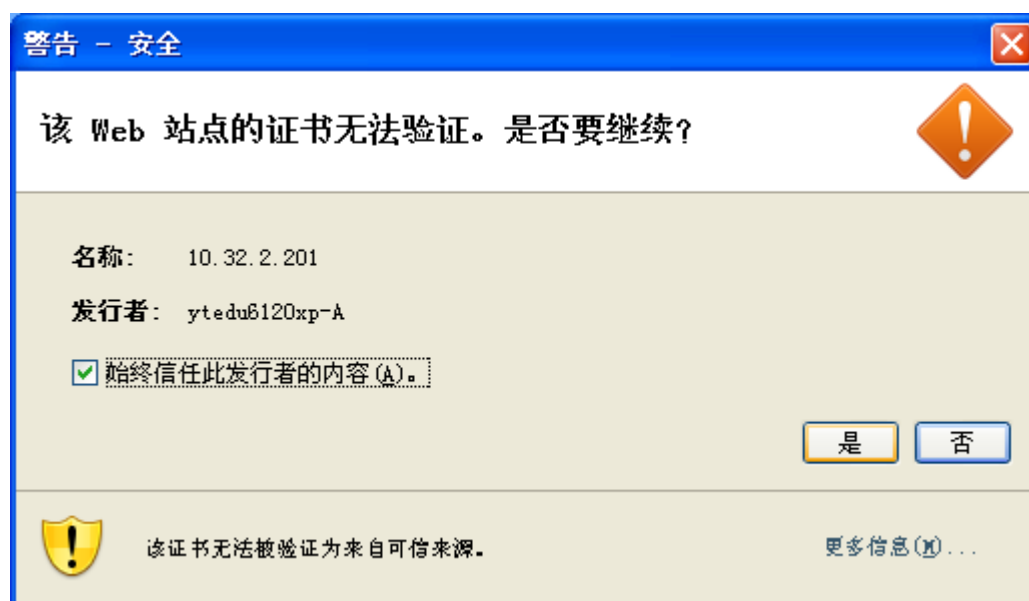 警告 - 安全
该 Web 站点的证书无法验证。是否要继续?
名称: 10.32.2.201
发行者: ytedu6120xp-A
始终信任此发行者的内容(A)。
是 否
该证书无法被验证为来自可信来源。 更多信息(M)...